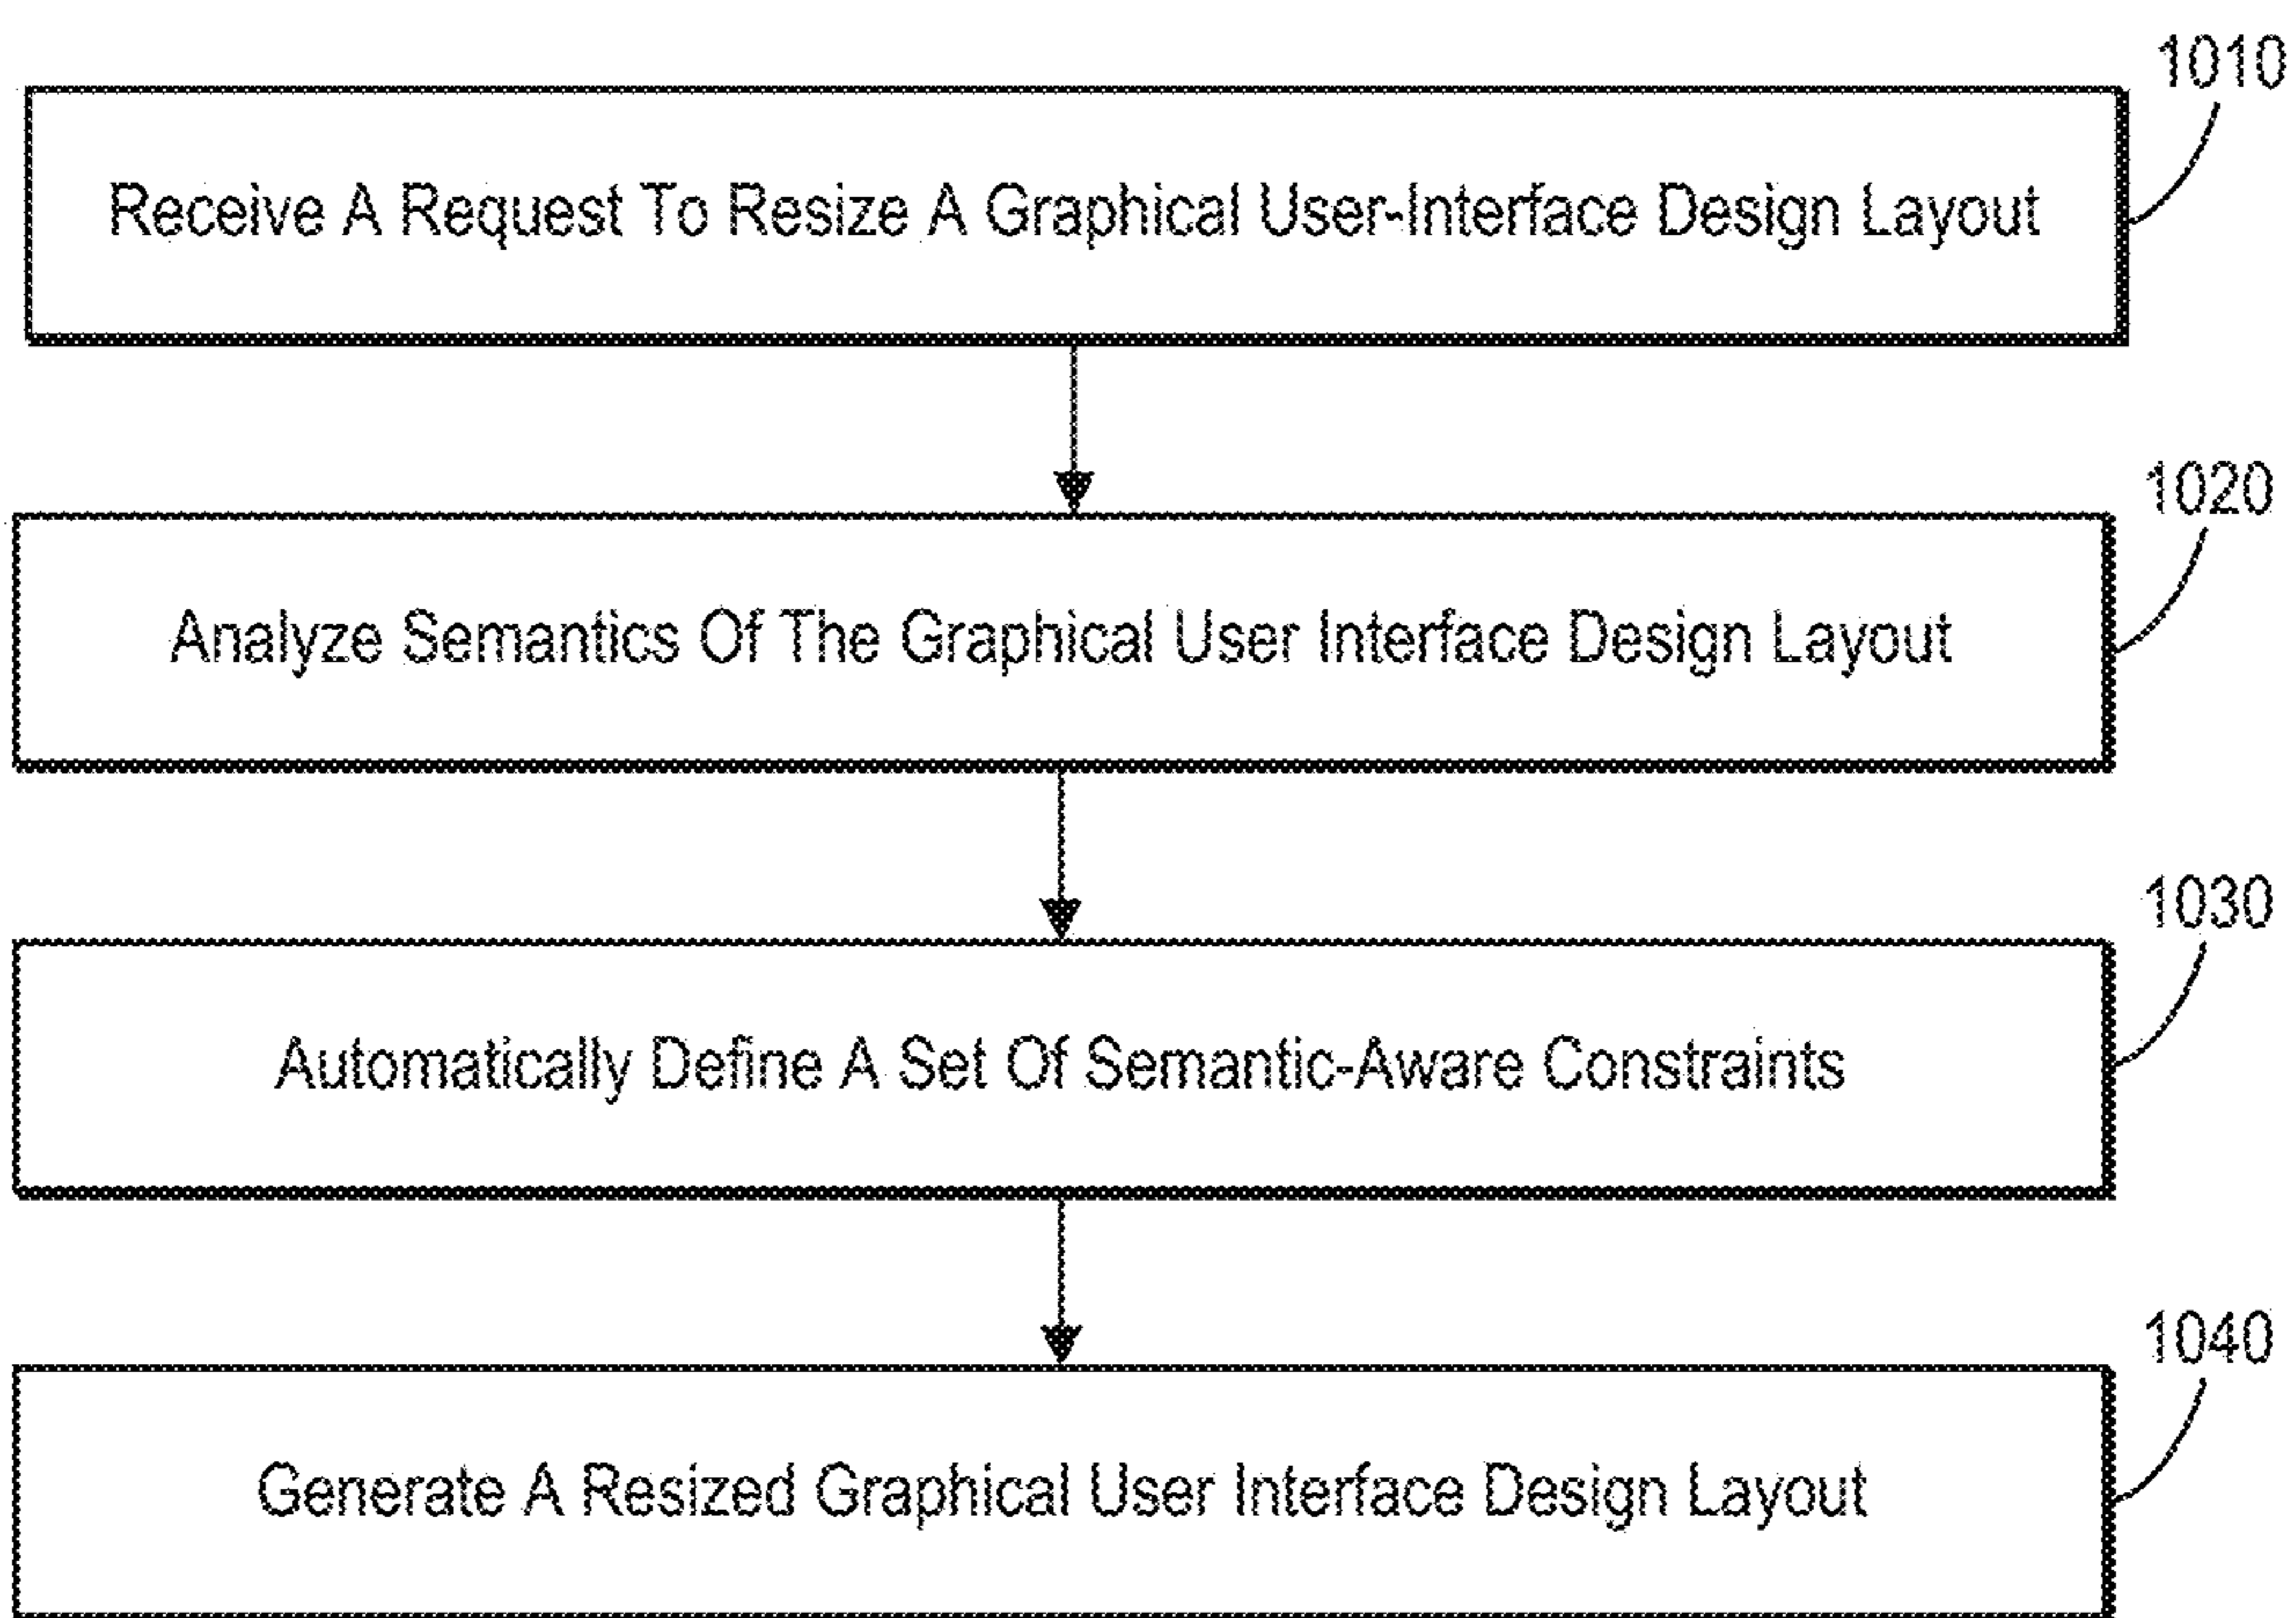 1010
Receive A Request To Resize A Graphical User-Interface Design Layout
1020
Analyze Semantics Of The Graphical User Interface Design Layout
1030
Automatically Define A Set Of Semantic-Aware Constraints
1040
Generate A Resized Graphical User Interface Design Layout